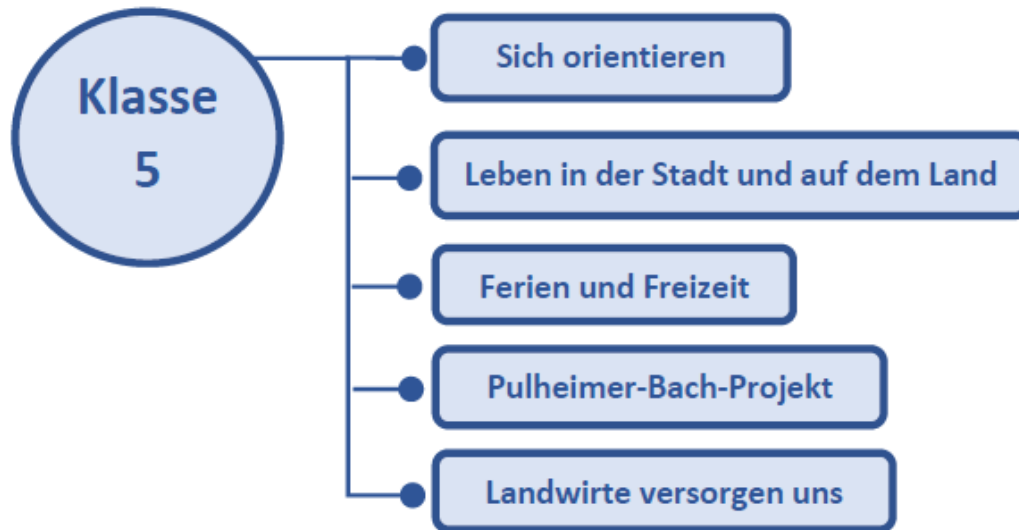 Klasse
5
Sich orientieren
Leben in der Stadt und auf dem Land
Ferien und Freizeit
Pulheimer-Bach-Projekt
Landwirte versorgen uns